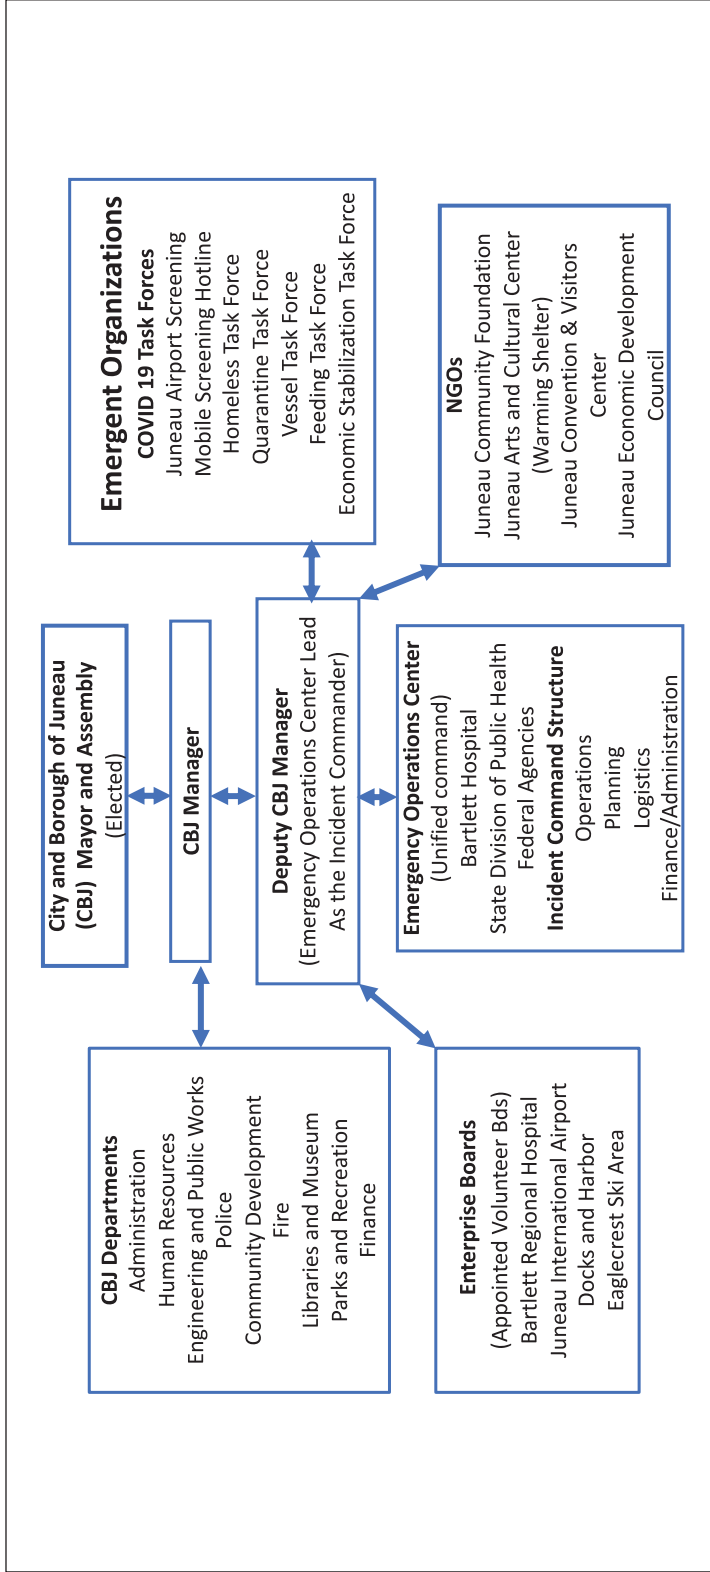 City and Borough of Juneau
(CBJ)  Mayor and Assembly
(Elected)
CBJ Manager
Deputy CBJ Manager
(Emergency Operations Center Lead
As the Incident Commander)
CBJ Departments
Administration
Human Resources
Engineering and Public Works
Police
Community Development
Fire
Libraries and Museum
Parks and Recreation
Finance
Emergent Organizations
COVID 19 Task Forces
Juneau Airport Screening
Mobile Screening Hotline
Homeless Task Force
Quarantine Task Force
Vessel Task Force
Feeding Task Force
Economic Stabilization Task Force
Enterprise Boards
(Appointed Volunteer Bds)
Bartlett Regional Hospital
Juneau International Airport
Docks and Harbor
Eaglecrest Ski Area
Emergency Operations Center
(Unified command)
Bartlett Hospital
State Division of Public Health
Federal Agencies
Incident Command Structure
Operations
Planning
Logistics
Finance/Administration
NGOs
Juneau Community Foundation
Juneau Arts and Cultural Center
(Warming Shelter)
Juneau Convention & Visitors
Center
Juneau Economic Development
Council